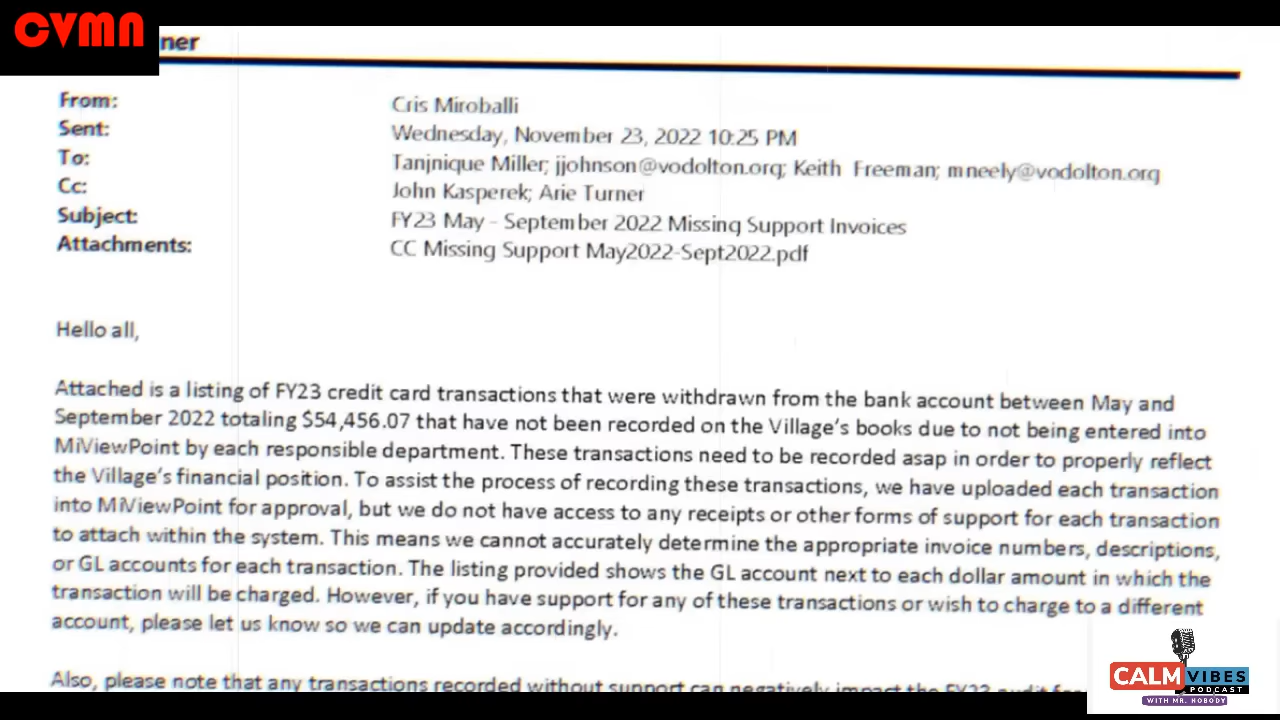 CVMN
ner
From: Cris Miroballi
Sent: Wednesday, November 23, 2022 10:25 PM
To: Tanjnique Miller; jjohnson@vodolton.org; Keith Freeman; mneely@vodolton.org
Cc: John Kasperek; Arie Turner
Subject: FY23 May - September 2022 Missing Support Invoices
Attachments: CC Missing Support May2022-Sept2022.pdf
Hello all,
Attached is a listing of FY23 credit card transactions that were withdrawn from the bank account between May and
September 2022 totaling $54,456.07 that have not been recorded on the Village's books due to not being entered into
MiViewPoint by each responsible department. These transactions need to be recorded asap in order to properly reflect
the Village's financial position. To assist the process of recording these transactions, we have uploaded each transaction
into MiViewPoint for approval, but we do not have access to any receipts or other forms of support for each transaction
to attach within the system. This means we cannot accurately determine the appropriate invoice numbers, descriptions,
or GL accounts for each transaction. The listing provided shows the GL account next to each dollar amount in which the
transaction will be charged. However, if you have support for any of these transactions or wish to charge to a different
account, please let us know so we can update accordingly.
Also, please note that any transactions recorded without support can negatively impact the FY22 audit
CALM VIBES
PODCAST
WITH MR. NOBODY